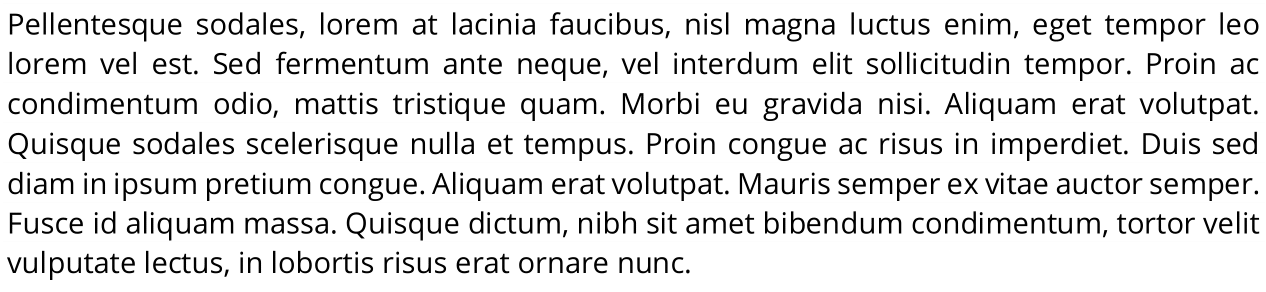 Pellentesque sodales, lorem at lacinia faucibus, nisl magna luctus enim, eget tempor leo
lorem vel est. Sed fermentum ante neque, vel interdum elit sollicitudin tempor. Proin ac
condimentum odio, mattis tristique quam. Morbi eu gravida nisi. Aliquam erat volutpat.
Quisque sodales scelerisque nulla et tempus. Proin congue ac risus in imperdiet. Duis sed
diam in ipsum pretium congue. Aliquam erat volutpat. Mauris semper ex vitae auctor semper.
Fusce id aliquam massa. Quisque dictum, nibh sit amet bibendum condimentum, tortor velit
vulputate lectus, in lobortis risus erat ornare nunc.